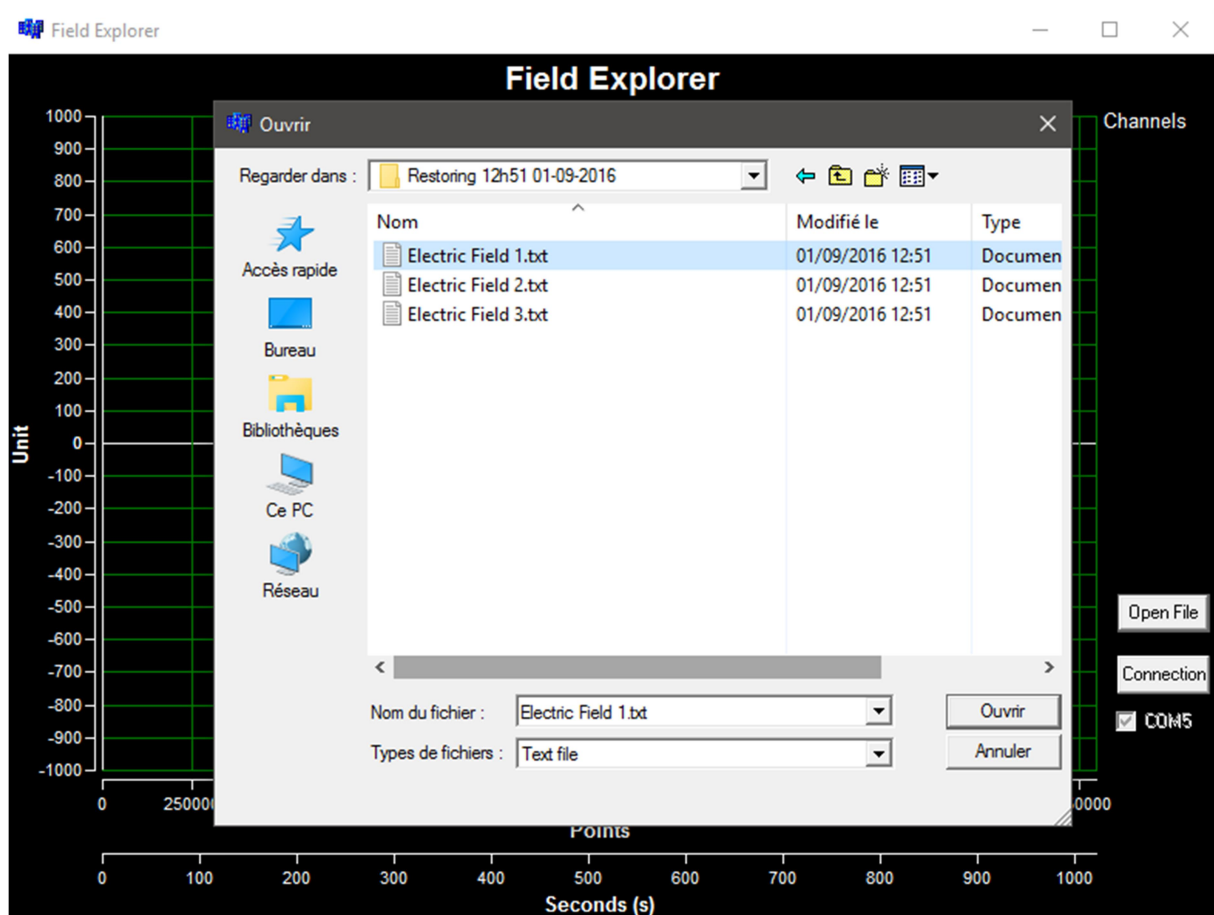 Field Explorer
Field Explorer
Channels
Ouvrir
Regarder dans :
Restoring 12h51 01-09-2016
Nom
Modifié le
Type
Electric Field 1.txt
01/09/2016 12:51
Documen
Electric Field 2.txt
01/09/2016 12:51
Documen
Electric Field 3.txt
01/09/2016 12:51
Documen
Accès rapide
Bureau
Bibliothèques
Ce PC
Réseau
Nom du fichier :
Electric Field 1.txt
Ouvrir
Types de fichiers :
Text file
Annuler
Open File
Connection
COM5
Unit
1000
900
800
700
600
500
400
300
200
100
0
-100
-200
-300
-400
-500
-600
-700
-800
-900
-1000
0
250000
Points
0
100
200
300
400
500
600
700
800
900
1000
Seconds (s)